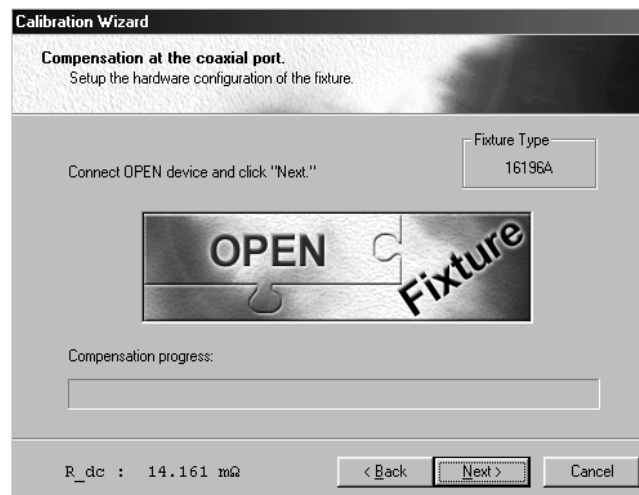 Calibration Wizard
Compensation at the coaxial port.
Setup the hardware configuration of the fixture.
Fixture Type
16196A
Connect OPEN device and click "Next."
OPEN
Fixture
Compensation progress:
R_dc : 14.161 mΩ
< Back
Next >
Cancel